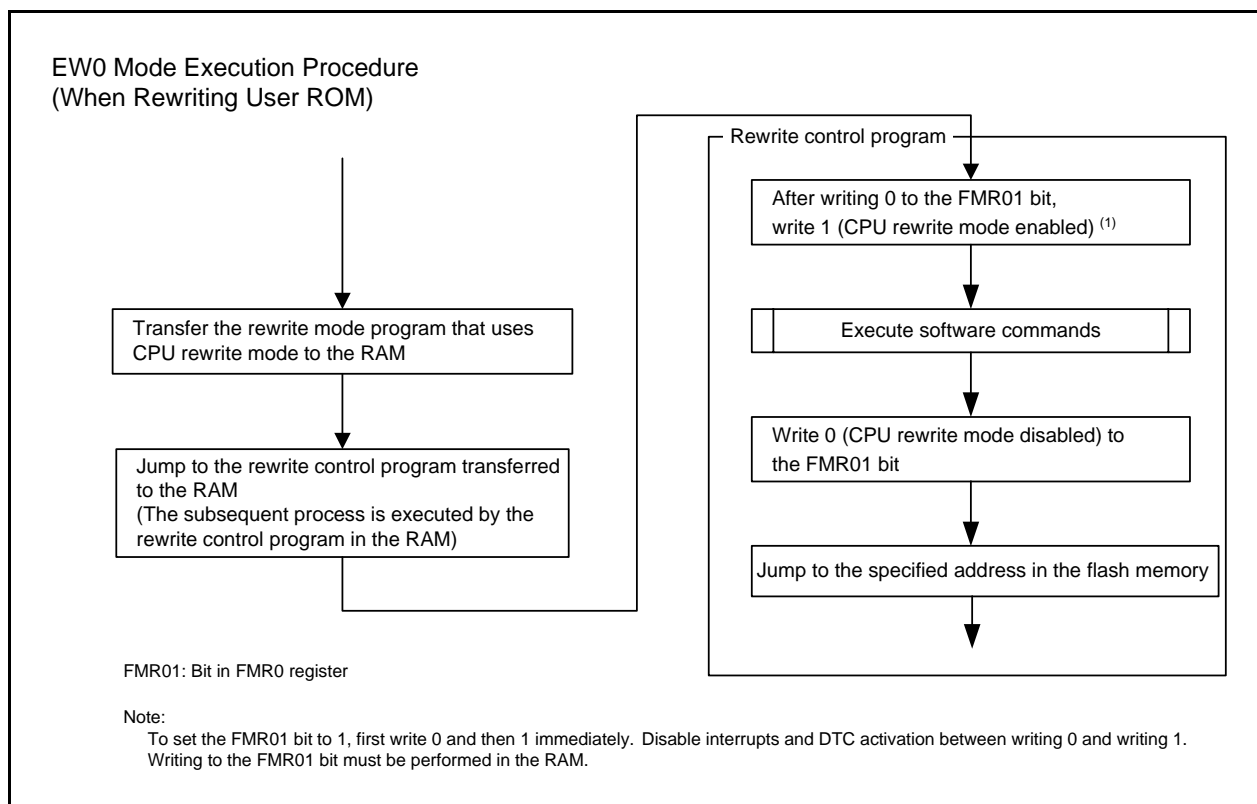 EW0 Mode Execution Procedure
(When Rewriting User ROM)
Transfer the rewrite mode program that uses
CPU rewrite mode to the RAM
Jump to the rewrite control program transferred
to the RAM
(The subsequent process is executed by the
rewrite control program in the RAM)
Rewrite control program
After writing 0 to the FMR01 bit,
write 1 (CPU rewrite mode enabled) (1)
Execute software commands
Write 0 (CPU rewrite mode disabled) to
the FMR01 bit
Jump to the specified address in the flash memory
FMR01: Bit in FMR0 register
Note:
To set the FMR01 bit to 1, first write 0 and then 1 immediately. Disable interrupts and DTC activation between writing 0 and writing 1.
Writing to the FMR01 bit must be performed in the RAM.